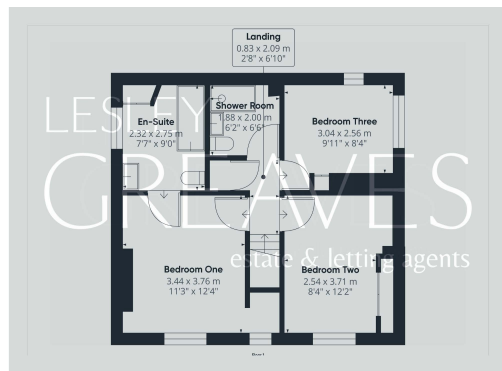 Landing
0.83 x 2.09 m
2'8" x 6'10"
En-Suite
2.32 x 2.75 m
7'7" x 9'0"
Shower Room
1.88 x 2.00 m
6'2" x 6'6"
Bedroom Three
3.04 x 2.56 m
9'11" x 8'4"
LESLEY
GREAVES
estate & letting agents
Bedroom One
3.44 x 3.76 m
11'3" x 12'4"
Bedroom Two
2.54 x 3.71 m
8'4" x 12'2"